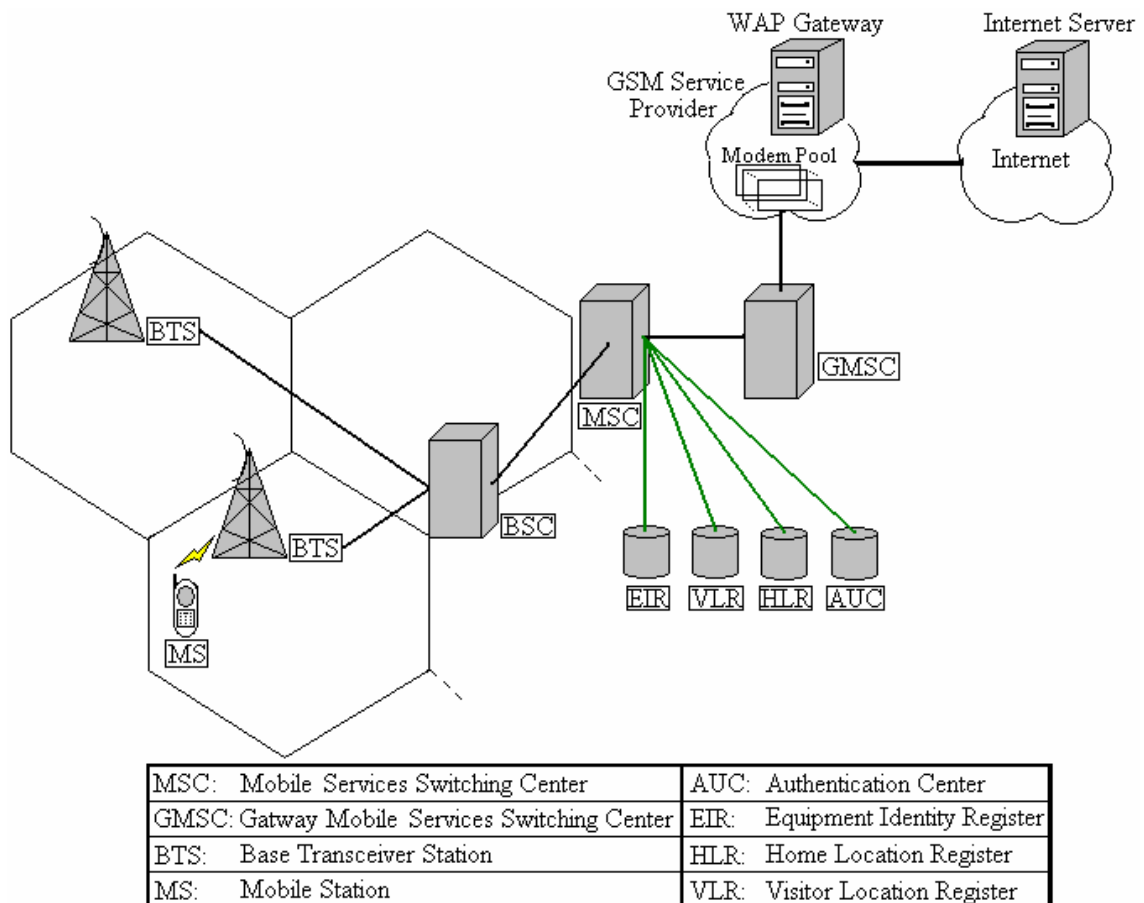 WAP Gateway
Internet Server
GSM Service
Provider
Modem Pool
Internet
BTS
GMSC
MSC
BSC
BTS
EIR VLR HLR AUC
MS
MSC: Mobile Services Switching Center AUC: Authentication Center
GMSC: Gatway Mobile Services Switching Center EIR: Equipment Identity Register
BTS: Base Transceiver Station HLR: Home Location Register
MS: Mobile Station VLR: Visitor Location Register